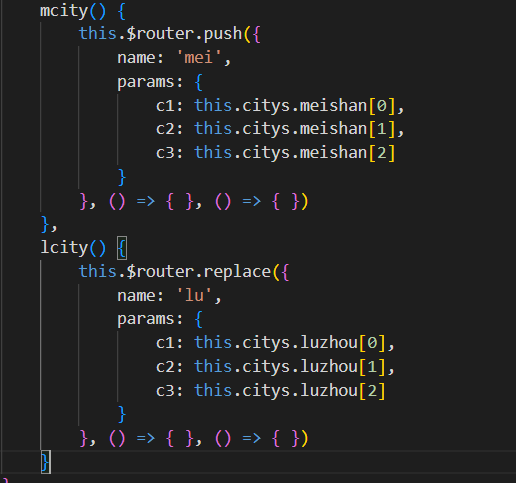 mcity() {
this.$router.push({
name: 'mei',
params: {
c1: this.citys.meishan[0],
c2: this.citys.meishan[1],
c3: this.citys.meishan[2]
}
}, () => { }, () => { })
},
lcity() {
this.$router.replace({
name: 'lu',
params: {
c1: this.citys.luzhou[0],
c2: this.citys.luzhou[1],
c3: this.citys.luzhou[2]
}
}, () => { }, () => { })
}
}